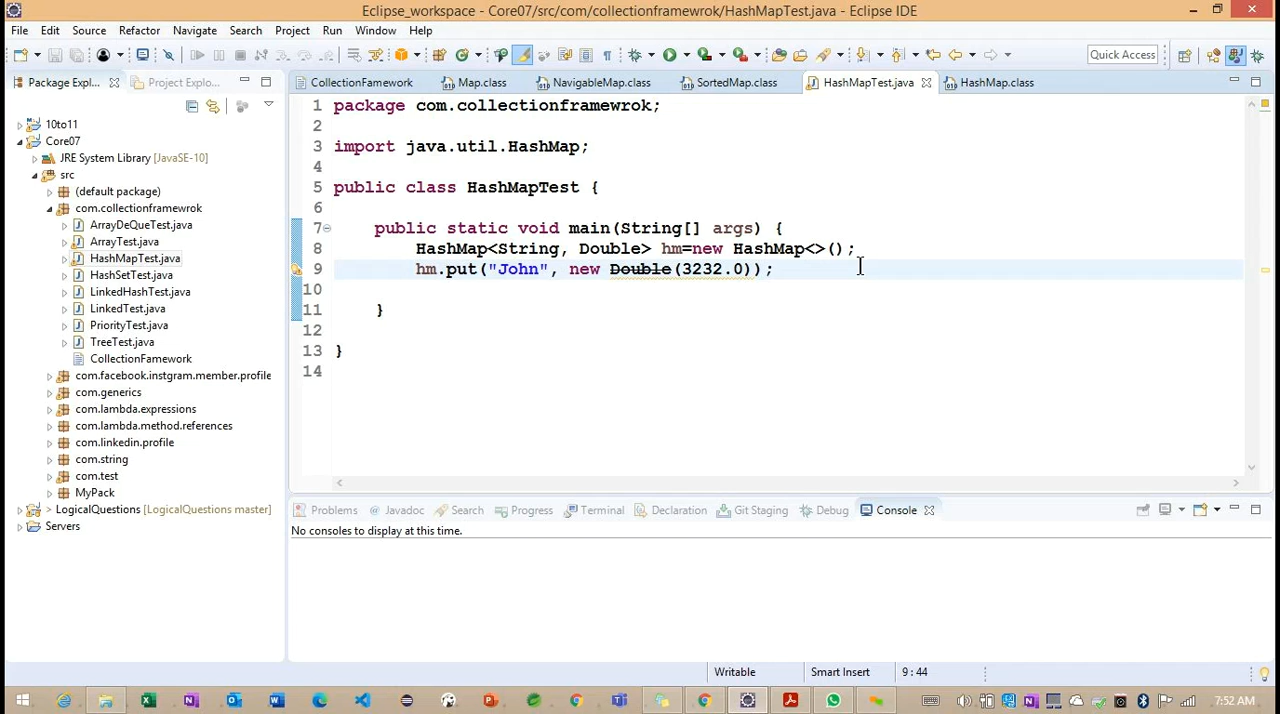 Eclipse_workspace - Core07/src/com/collectionframewrok/HashMapTest.java - Eclipse IDE
File Edit Source Refactor Navigate Search Project Run Window Help
Quick Access
Package Expl...
Project Explo...
CollectionFamework
Map.class
NavigableMap.class
SortedMap.class
HashMapTest.java
HashMap.class
10to11
Core07
JRE System Library [JavaSE-10]
src
(default package)
com.collectionframewrok
ArrayDeQueTest.java
ArrayTest.java
HashMapTest.java
HashSetTest.java
LinkedHashTest.java
LinkedTest.java
PriorityTest.java
TreeTest.java
CollectionFamework
com.facebook.instgram.member.profile
com.generics
com.lambda.expressions
com.lambda.method.references
com.linkedin.profile
com.string
com.test
MyPack
> LogicalQuestions [LogicalQuestions master]
Servers
1 package com.collectionframewrok;
2
3 import java.util.HashMap;
4
5 public class HashMapTest {
6
7 public static void main(String[] args) {
8 HashMap<String, Double> hm=new HashMap<>();
9 hm.put("John", new Double(3232.0));
10
11 }
12
13 }
14
Problems Javadoc Search Progress Terminal Declaration Git Staging Debug Console
No consoles to display at this time.
Writable Smart Insert 9 : 44
7:52 AM